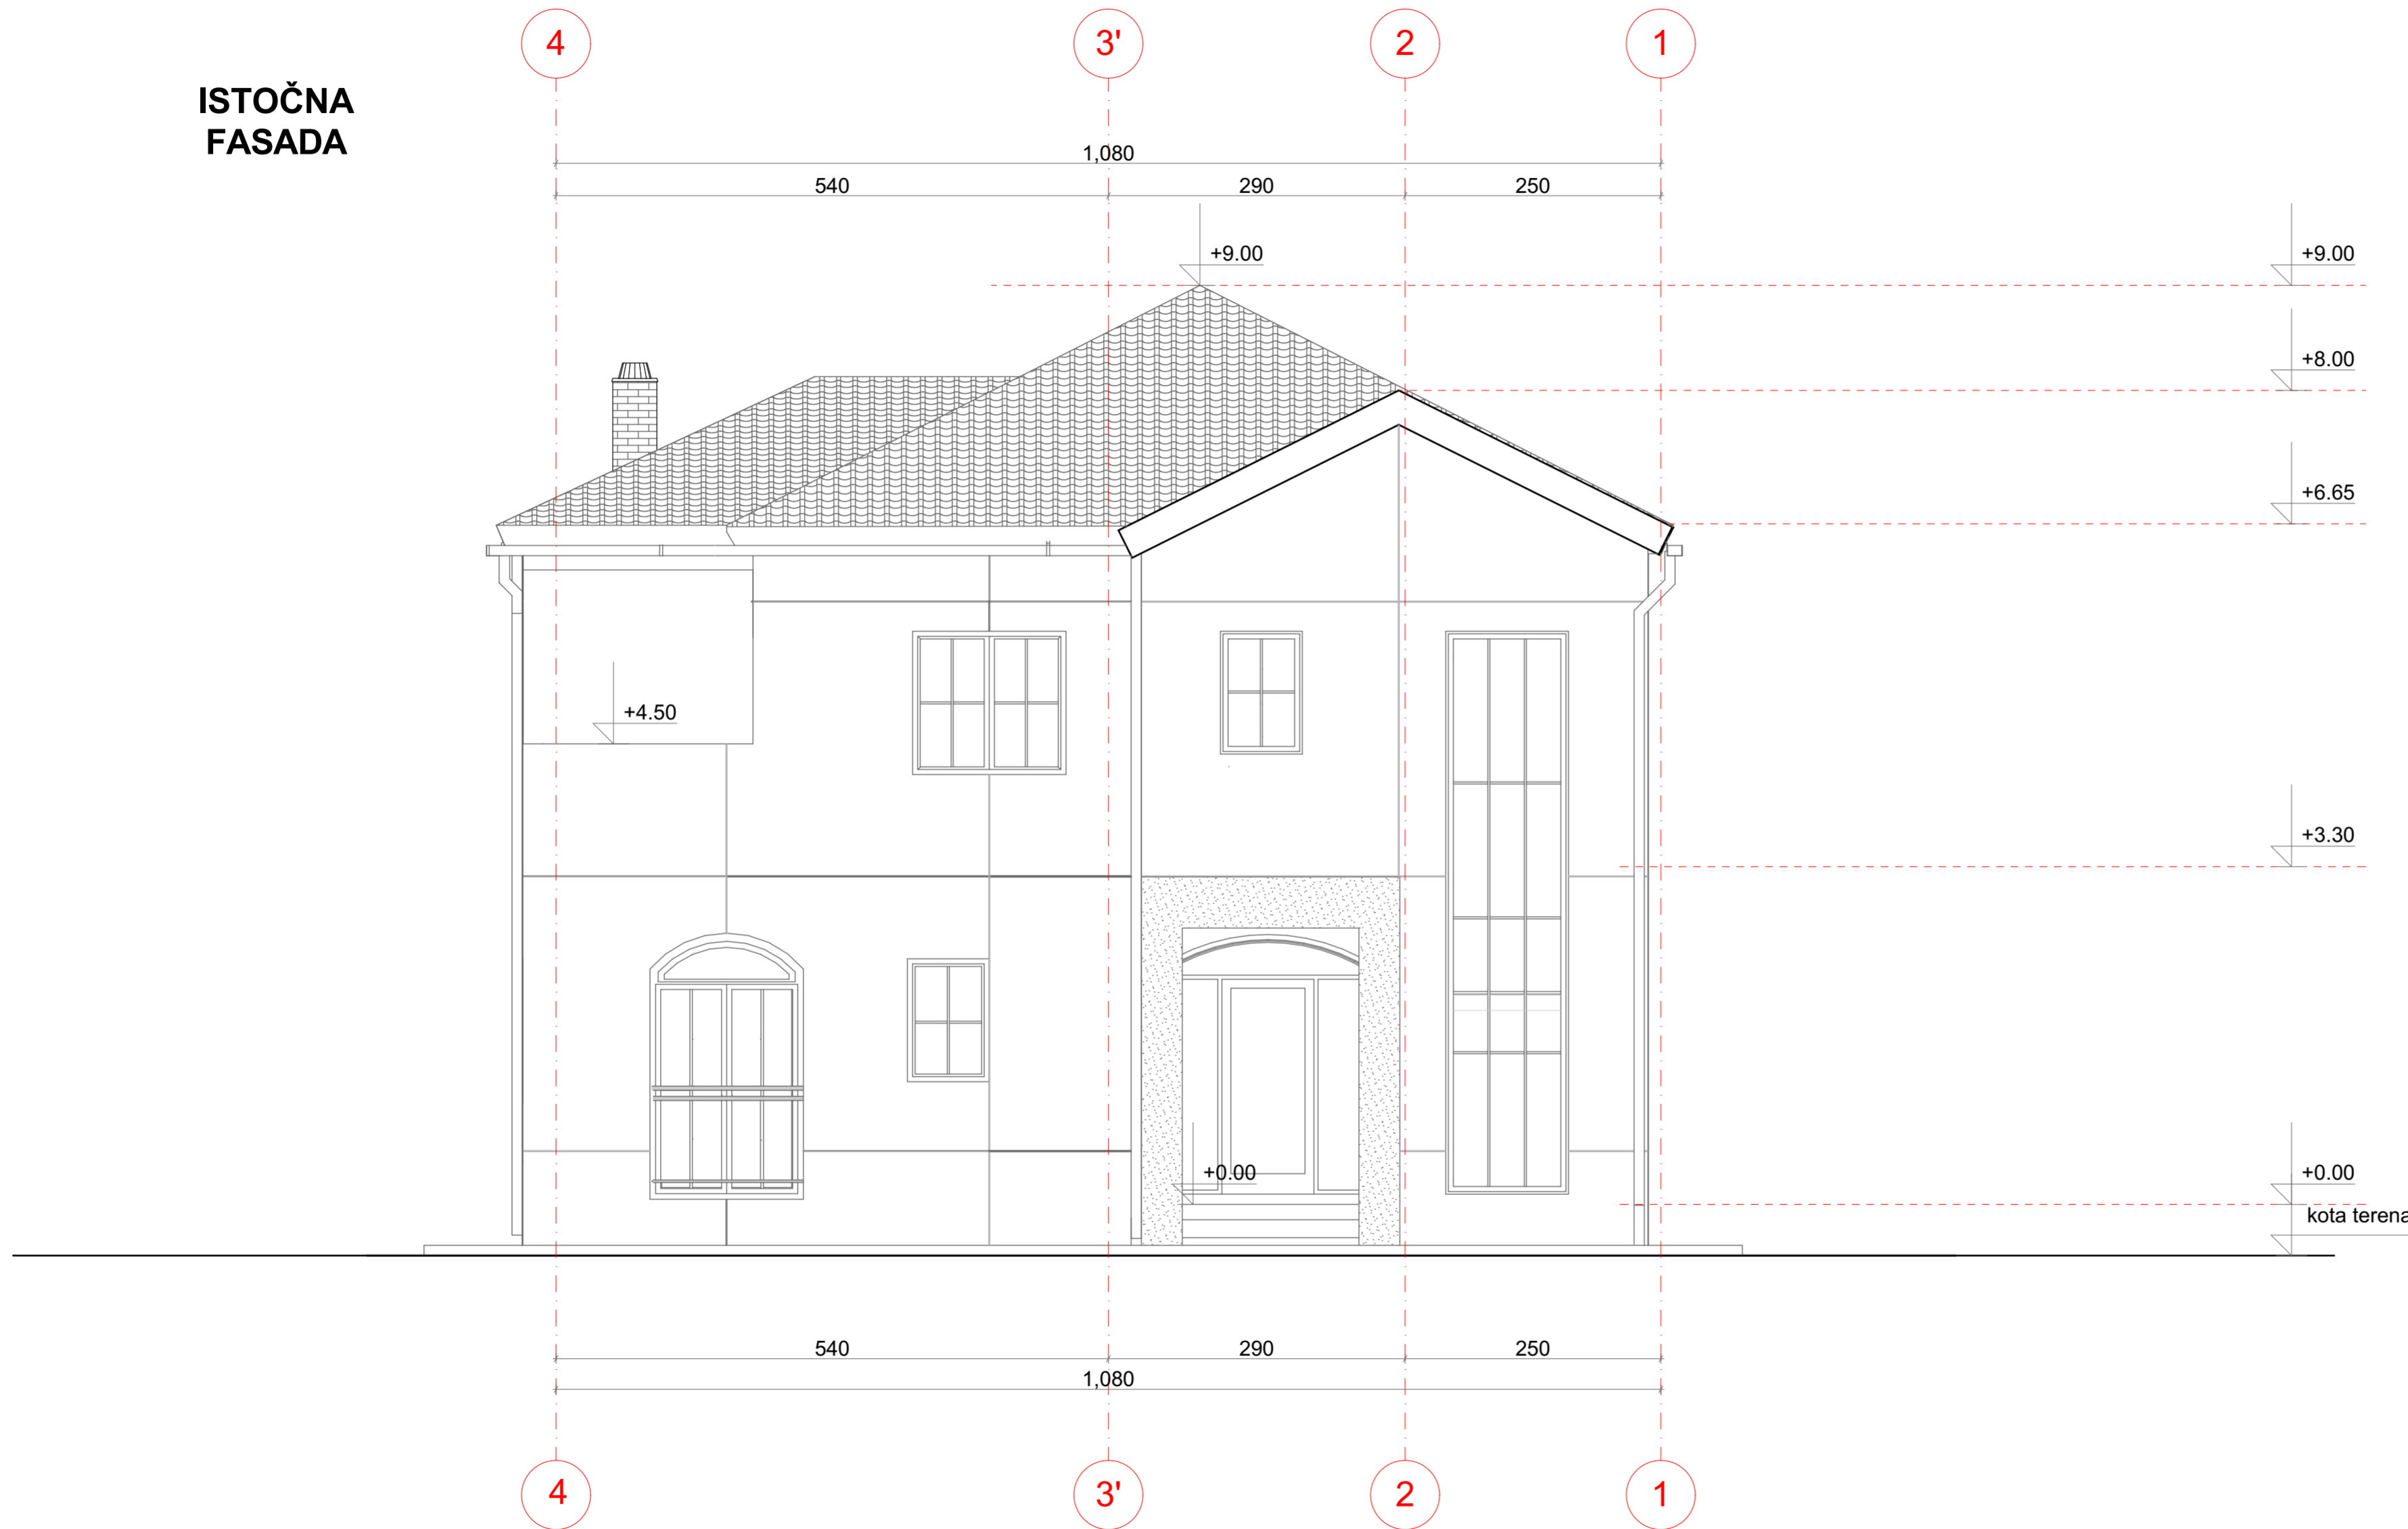 4 3' 2 1
ISTOČNA
FASADA
1,080
540 290 250
+9.00 +9.00
+8.00
+6.65
+4.50
+3.30
+0.00 +0.00
kota terena
540 290 250
1,080
4 3' 2 1